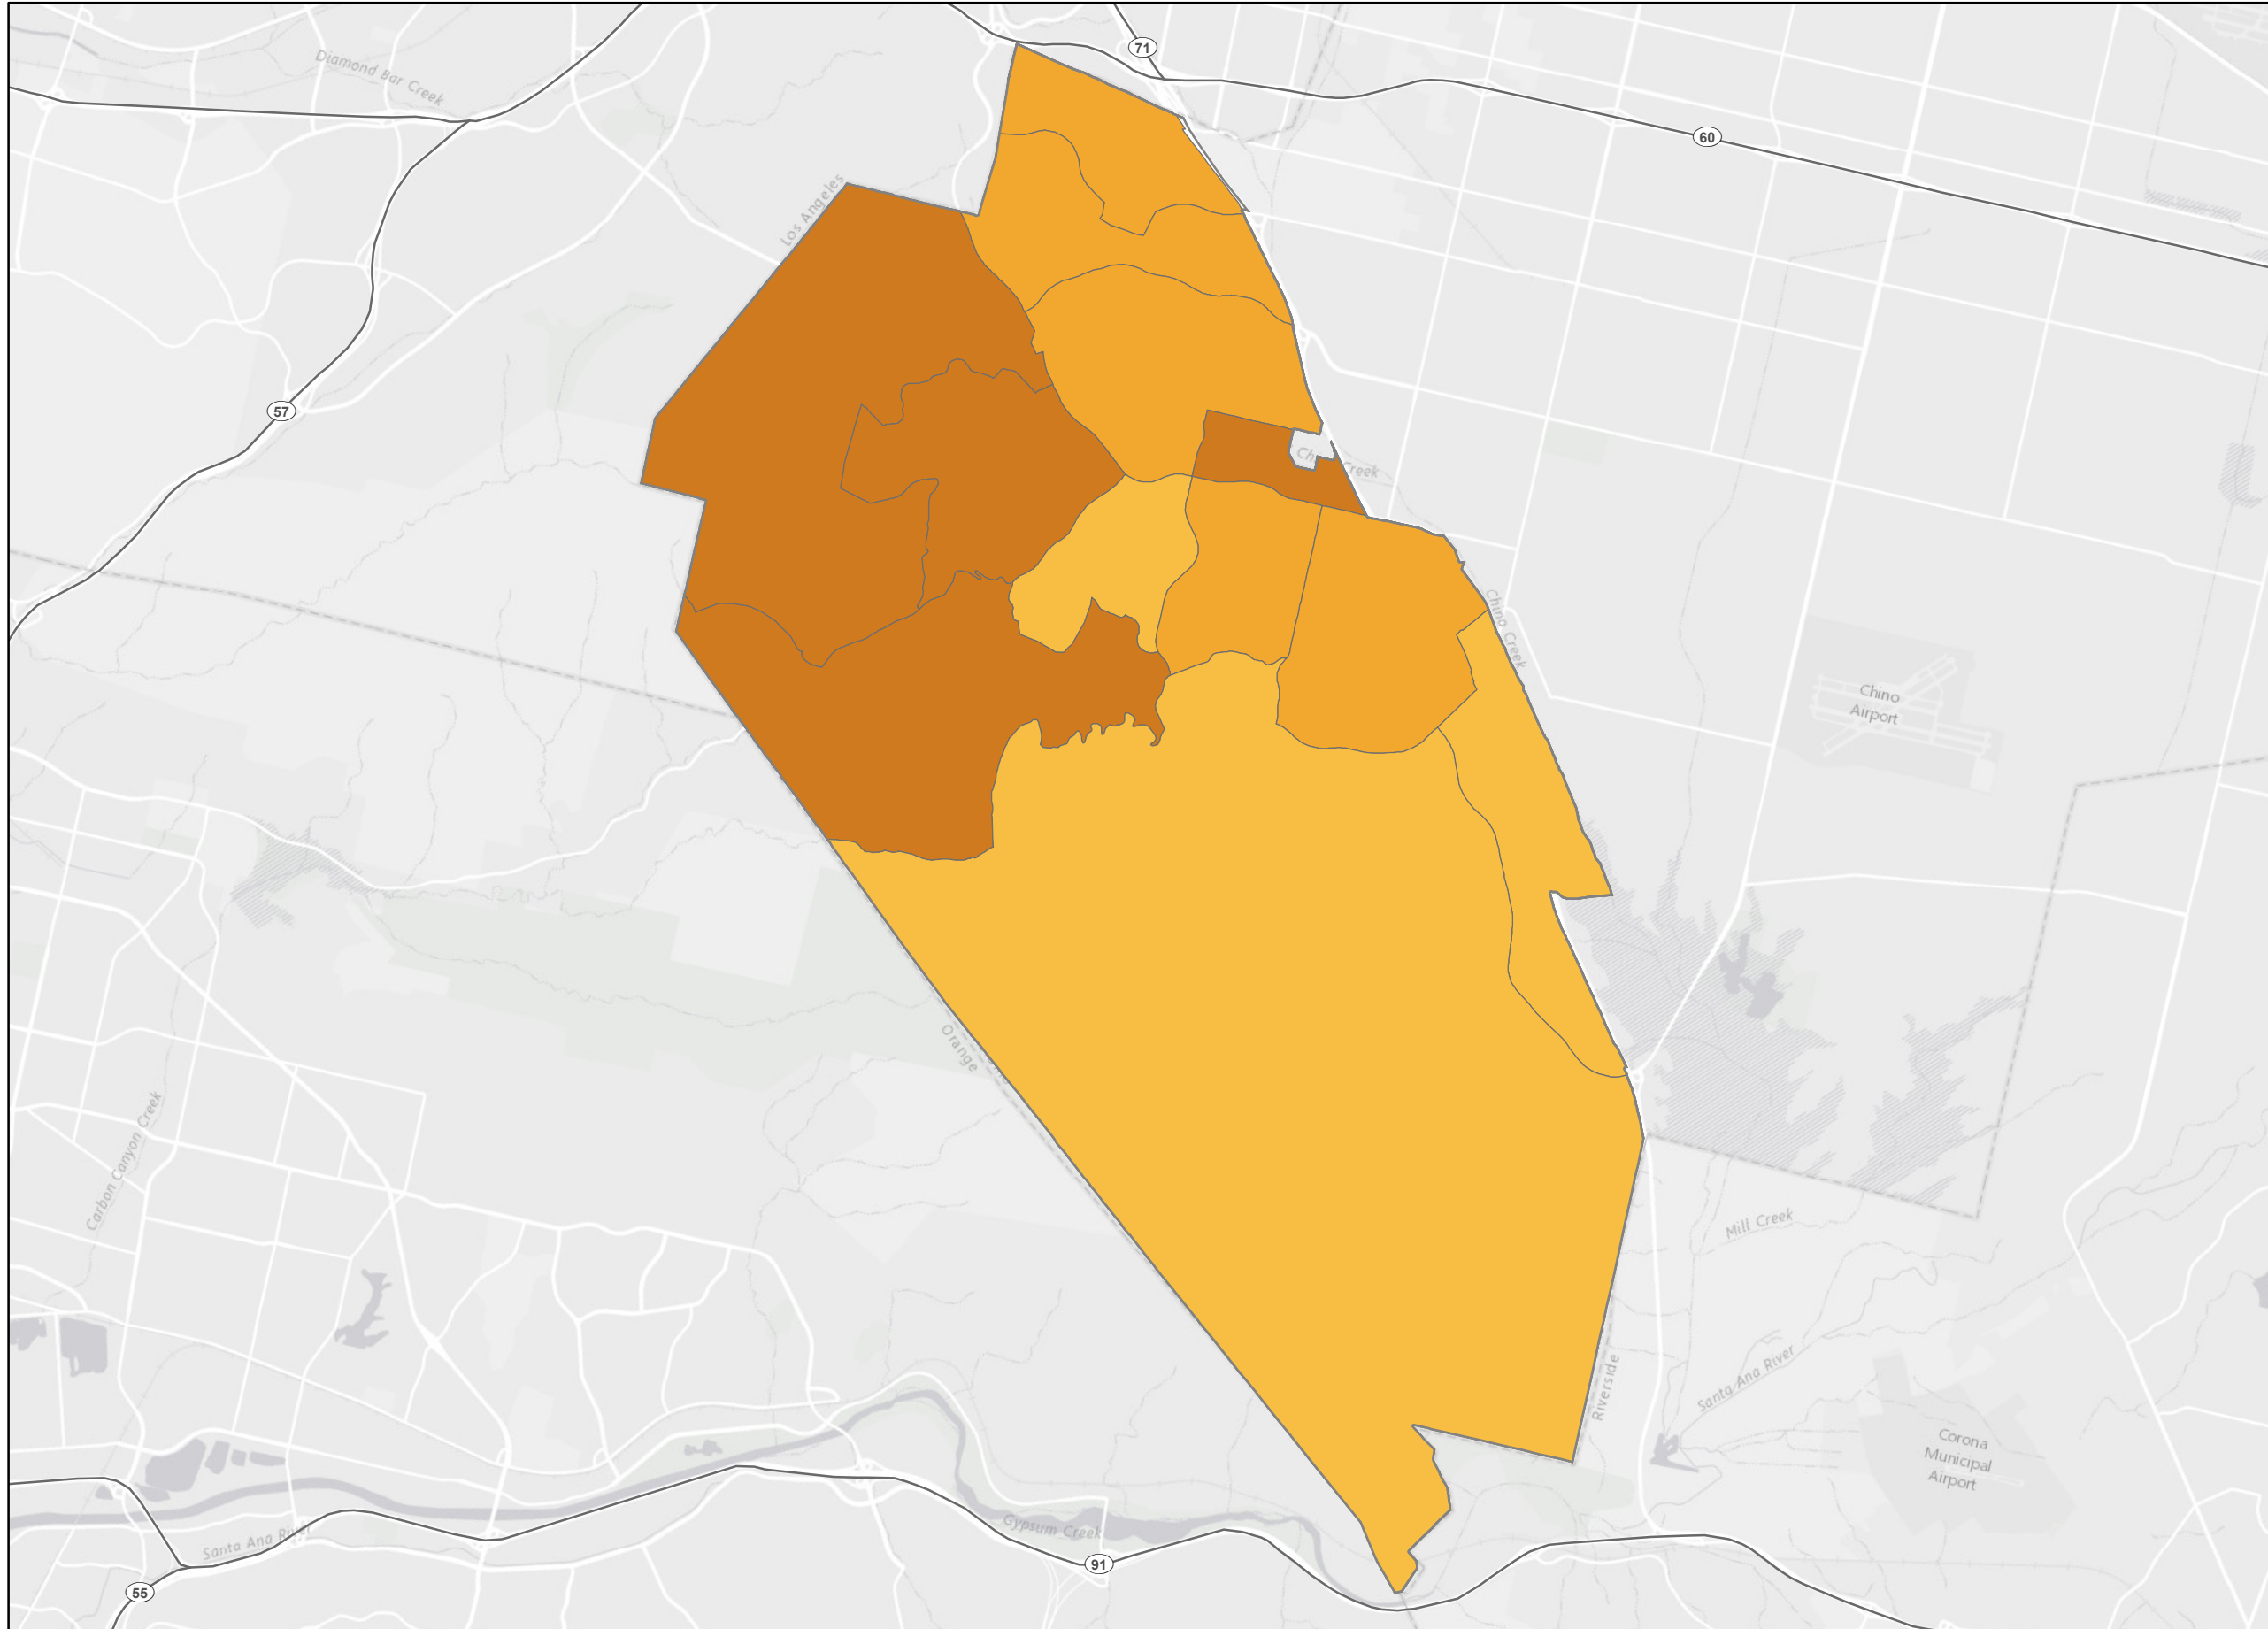 71
Diamond Bar Creek
60
Los Angeles
57
Creek
Chino Creek
Chino
Airport
Orange
Carbon Canyon Creek
Mill Creek
Santa Ana River
Riverside
Corona
Municipal
Airport
Gypsum Creek
Santa Ana River
91
55